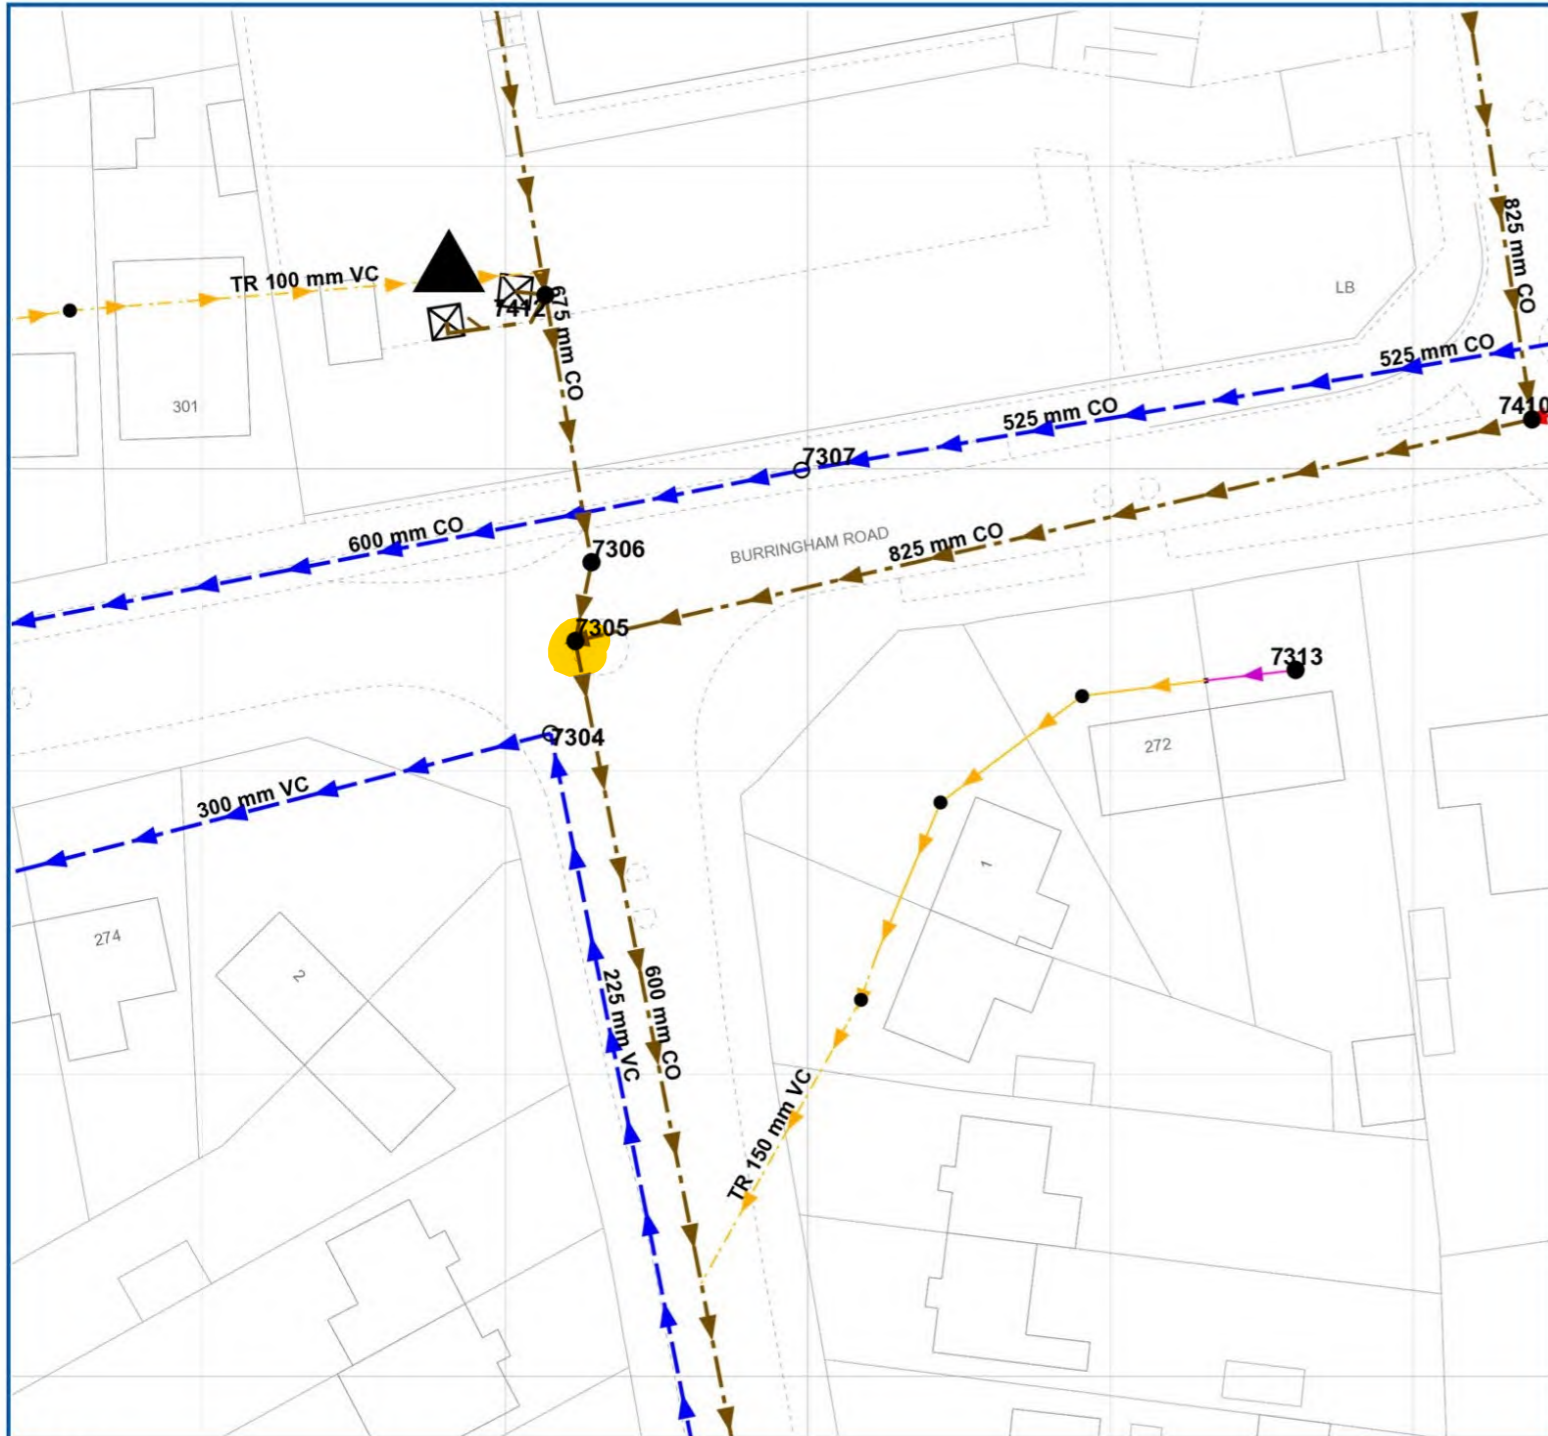 TR 100 mm VC
7412
675 mm CO
825 mm CO
LB
301
525 mm CO
525 mm CO
7410
7307
600 mm CO
7306
BURRINGHAM ROAD
825 mm CO
7305
7313
7304
272
300 mm VC
1
274
2
225 mm VC
600 mm CO
TR 150 mm VC